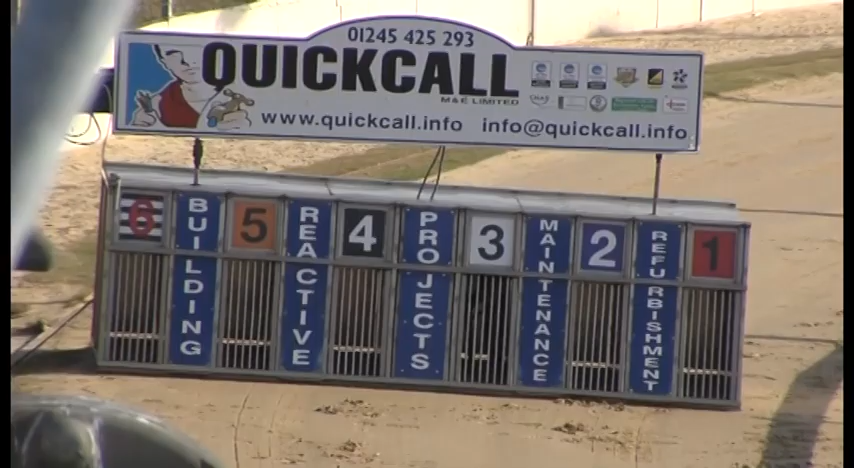 01245 425 293
QUICKCALL
M&E LIMITED
www.quickcall.info info@quickcall.info
6 BUILDING 5 REACTIVE 4 PROJECTS 3 MAINTENANCE 2 REFURBISHMENT 1